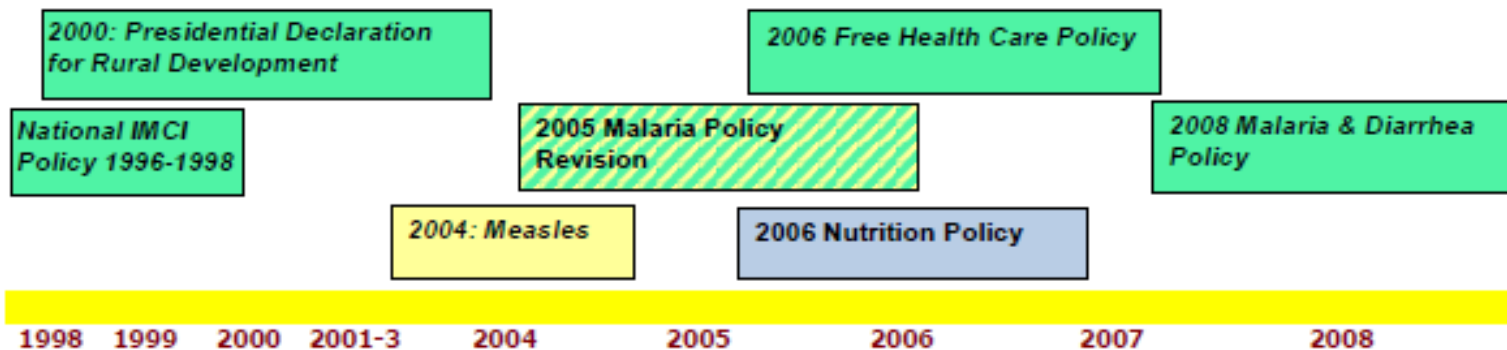 2000: Presidential Declaration
for Rural Development
2006 Free Health Care Policy
National IMCI
Policy 1996-1998
2005 Malaria Policy
Revision
2008 Malaria & Diarrhea
Policy
2004: Measles
2006 Nutrition Policy
1998 1999 2000 2001-3 2004 2005 2006 2007 2008